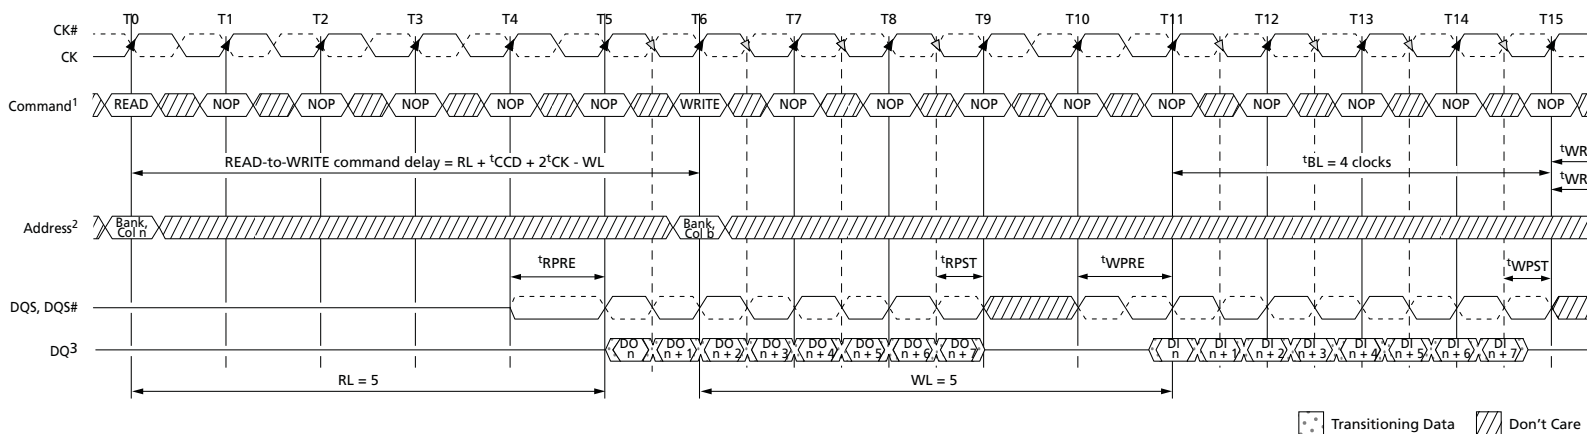 T0 T1 T2 T3 T4 T5 T6 T7 T8 T9 T10 T11 T12 T13 T14 T15
CK#
CK
Command1 READ NOP NOP NOP NOP NOP WRITE NOP NOP NOP NOP NOP NOP NOP NOP NOP
tWR
READ-to-WRITE command delay = RL + tCCD + 2tCK - WL tBL = 4 clocks
tWR
Address2 Bank, Col n Bank, Col b
tRPRE tRPST tWPRE tWPST
DQS, DQS#
DQ3 DO n DO n + 1 DO n + 2 DO n + 3 DO n + 4 DO n + 5 DO n + 6 DO n + 7 DI n DI n + 1 DI n + 2 DI n + 3 DI n + 4 DI n + 5 DI n + 6 DI n + 7
RL = 5 WL = 5
Transitioning Data Don't Care